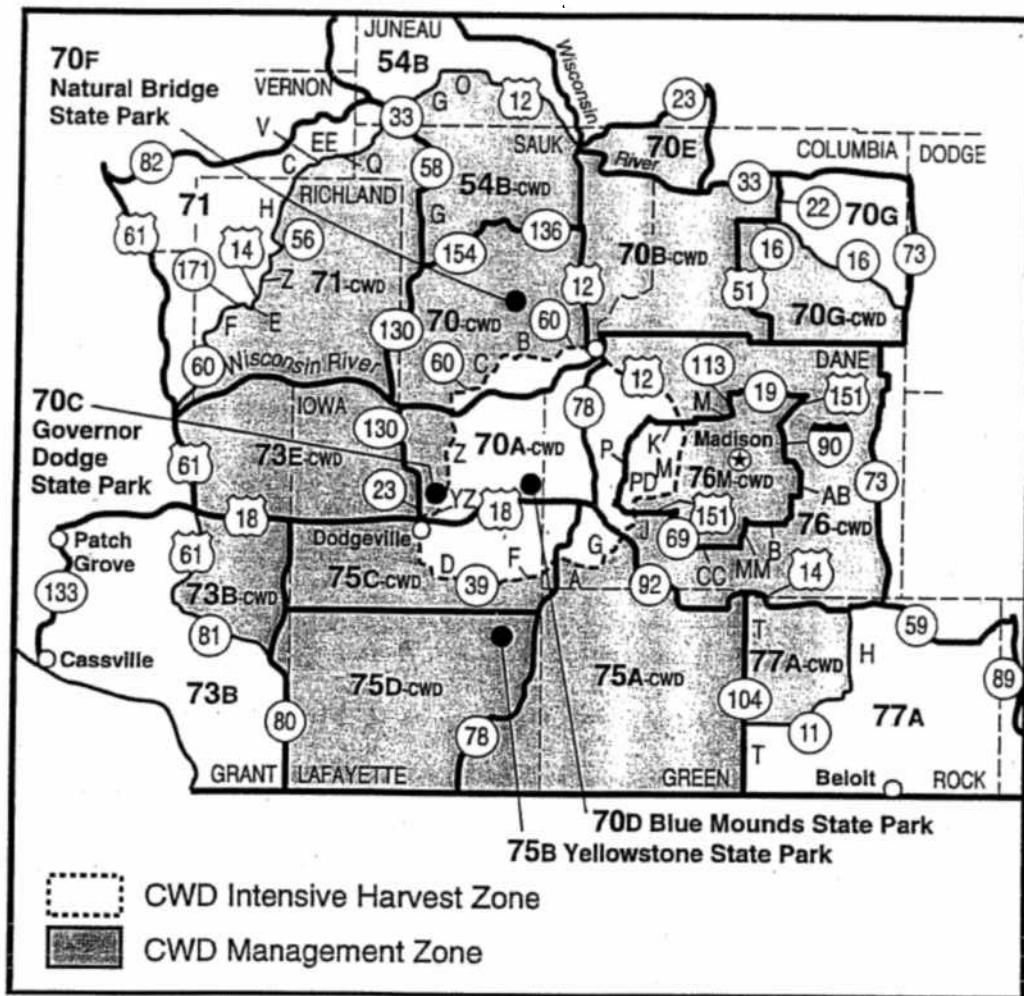 JUNEAU
54B
70F
Natural Bridge
State Park
VERNON
Wisconsin
G
O
12
23
33
V
EE
C
Q
SAUK
River
70E
COLUMBIA
DODGE
82
58
54B-CWD
33
71
RICHLAND
22
70G
61
H
14
56
G
136
154
70B-CWD
16
16
73
171
Z
71-CWD
12
51
F
E
70-CWD
60
70G-CWD
130
B
60
Wisconsin River
60
C
113
DANE
12
19
151
70C
Governor
Dodge
State Park
IOWA
130
78
M
73E-CWD
Z
70A-CWD
K
Madison
90
P
M
61
23
PD
76M-CWD
73
YZ
18
AB
18
151
76-CWD
Dodgeville
J
Patch
Grove
61
G
69
B
D
F
75C-CWD
39
A
92
CC
MM
14
133
73B-CWD
59
81
T
77A-CWD
H
Cassville
75D-CWD
75A-CWD
89
73B
104
77A
80
78
11
T
GRANT
LAFAYETTE
GREEN
Beloit
ROCK
70D Blue Mounds State Park
75B Yellowstone State Park
CWD Intensive Harvest Zone
CWD Management Zone